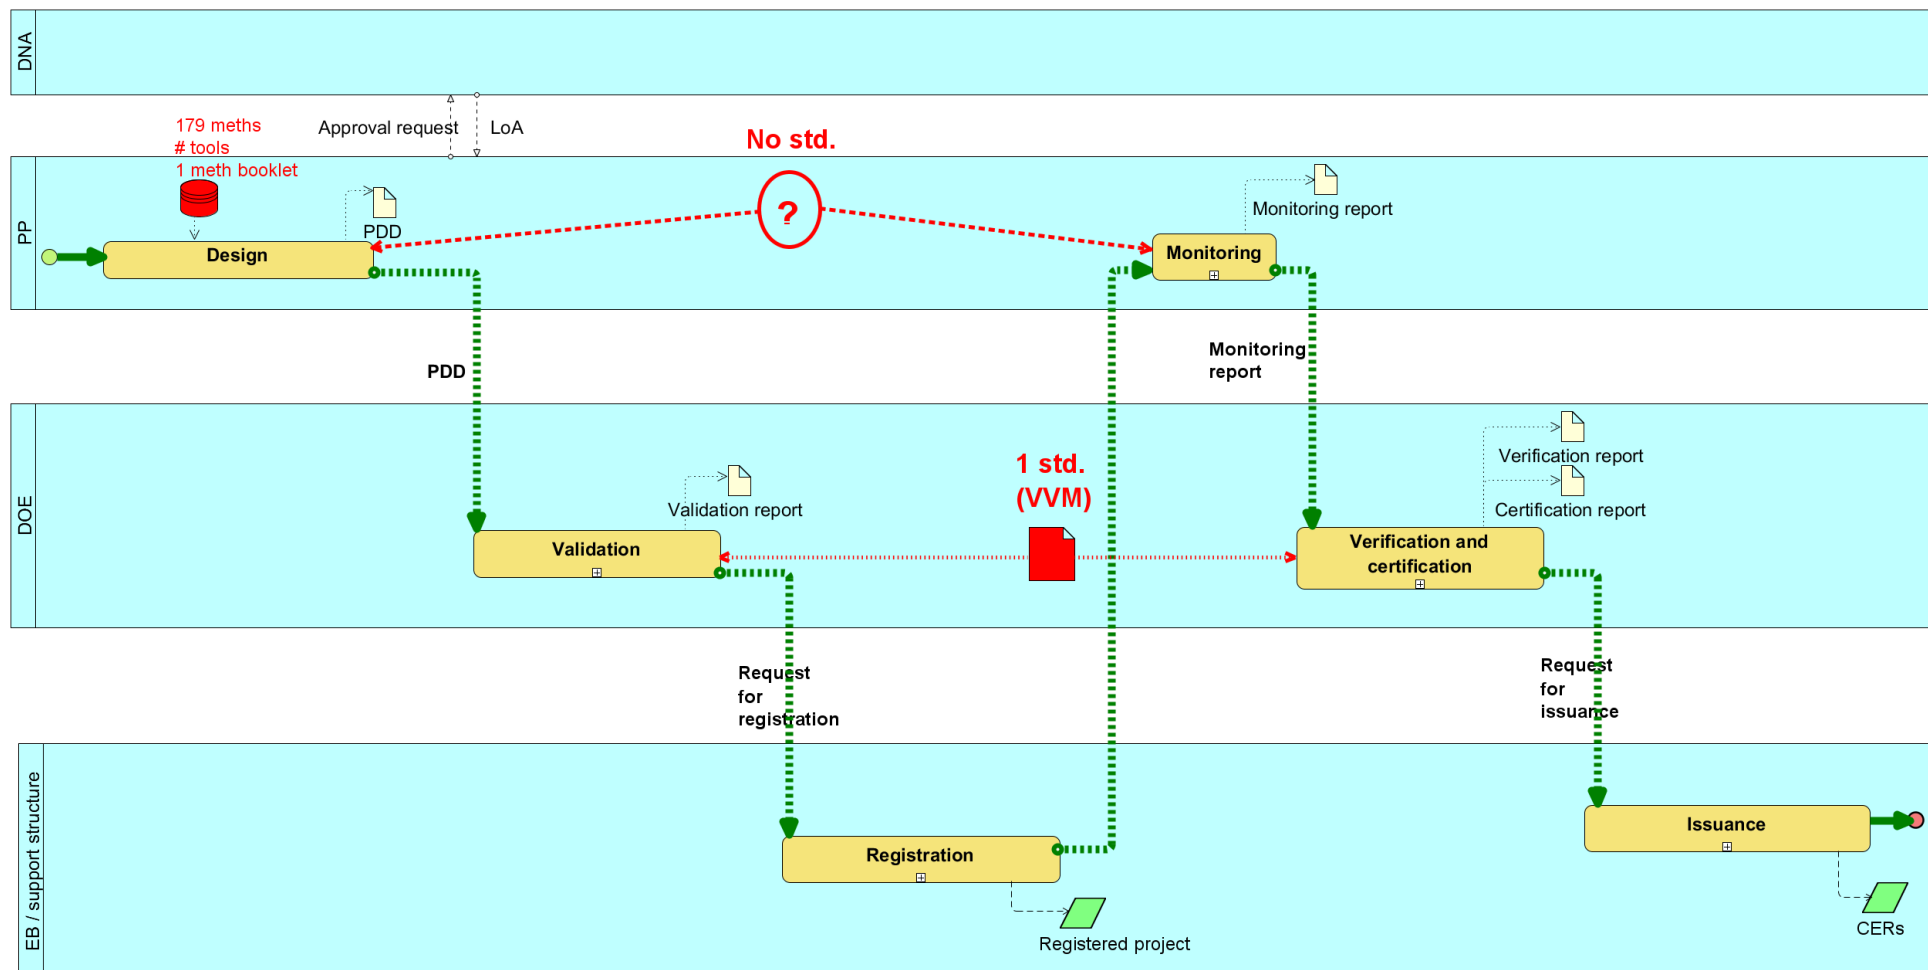 DNA
179 meths
# tools
1 meth booklet
Approval request
LoA
No std.
?
PP
PDD
Design
Monitoring report
Monitoring
PDD
Monitoring
report
DOE
1 std.
(VVM)
Validation report
Verification report
Certification report
Validation
Verification and
certification
Request
for
registration
Request
for
issuance
EB / support structure
Registration
Registered project
Issuance
CERs